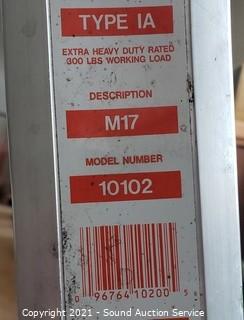 TYPE IA
EXTRA HEAVY DUTY RATED
300 LBS WORKING LOAD
DESCRIPTION
M17
MODEL NUMBER
10102
0 96764 10200 5
Copyright 2021 - Sound Auction Service